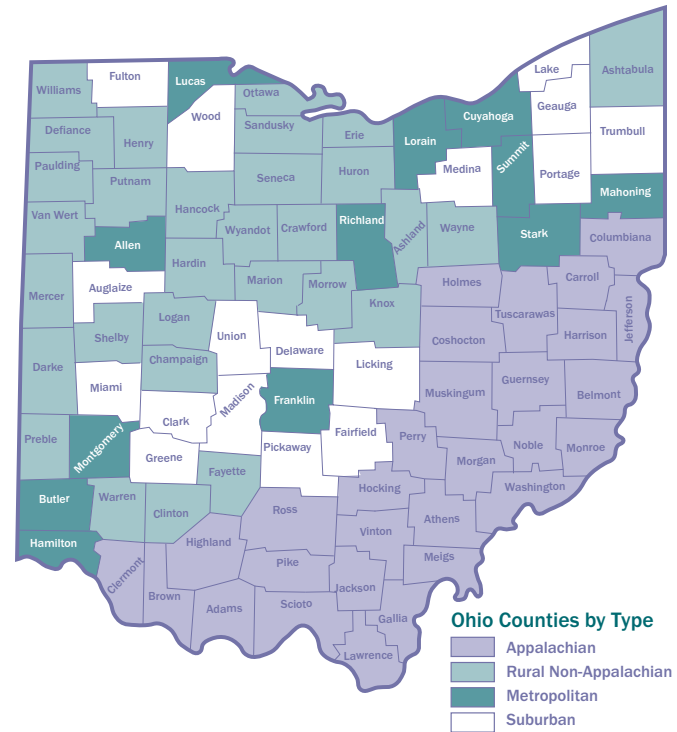 Lake
Fulton
Ashtabula
Lucas
Williams
Ottawa
Geauga
Wood
Cuyahoga
Sandusky
Defiance
Trumbull
Erie
Lorain
Henry
Summit
Paulding
Medina
Huron
Portage
Seneca
Putnam
Mahoning
Hancock
Van Wert
Richland
Wyandot
Crawford
Ashland
Wayne
Stark
Columbiana
Allen
Hardin
Carroll
Marion
Morrow
Holmes
Auglaize
Mercer
Knox
Tuscarawas
Jefferson
Logan
Union
Shelby
Harrison
Coshocton
Delaware
Champaign
Licking
Darke
Guernsey
Miami
Madison
Muskingum
Belmont
Franklin
Clark
Fairfield
Perry
Preble
Montgomery
Pickaway
Noble
Monroe
Greene
Morgan
Fayette
Washington
Hocking
Butler
Warren
Ross
Clinton
Athens
Vinton
Hamilton
Highland
Meigs
Pike
Clermont
Jackson
Brown
Adams
Scioto
Gallia
Lawrence
Ohio Counties by Type
Appalachian
Rural Non-Appalachian
Metropolitan
Suburban